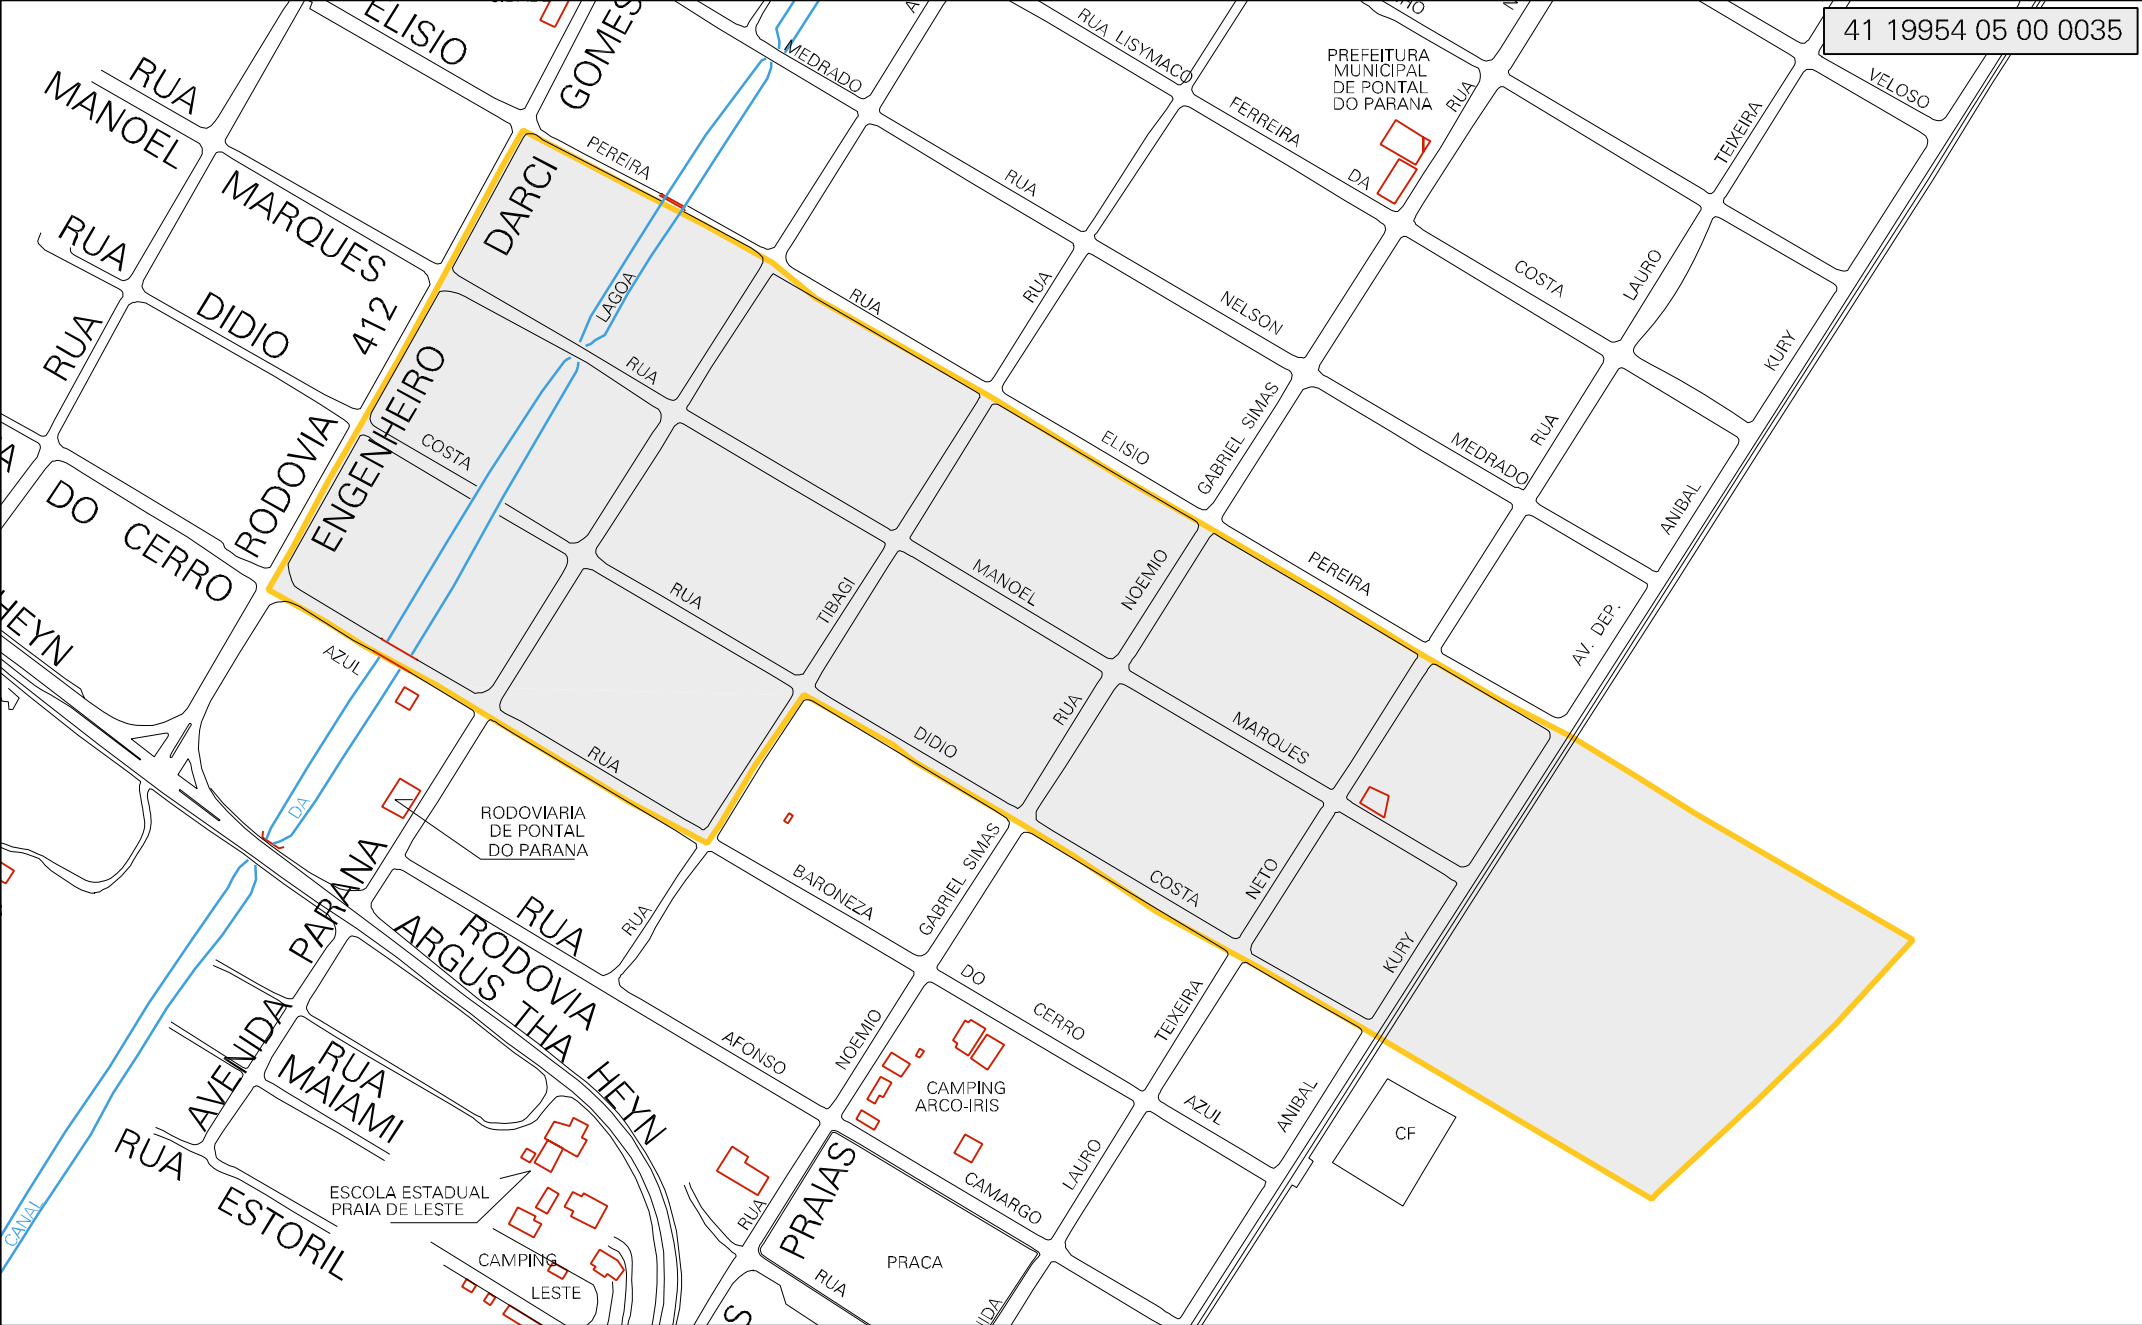 41 19954 05 00 0035
ELISIO
GOMES
MEDRADO
RUA LISYMACO
PREFEITURA
MUNICIPAL
DE PONTAL
DO PARANA
RUA
VELOSO
RUA
MANOEL
FERREIRA
TEIXEIRA
PEREIRA
DARCI
RUA
DA
MARQUES
RUA
DIDIO
412
LAGOA
RUA
RUA
NELSON
COSTA
LAURO
RUA
RUA
KURY
ENGENHEIRO
COSTA
RODOVIA
ELISIO
GABRIEL SIMAS
MEDRADO
RUA
ANIBAL
DO CERRO
RUA
TIBAGI
MANOEL
NOEMIO
PEREIRA
AV. DEP.
HEYN
AZUL
RUA
DIDIO
RUA
MARQUES
DA
RODOVIARIA
DE PONTAL
DO PARANA
PARANA
AVENIDA
BARONEZA
GABRIEL SIMAS
COSTA
NETO
KURY
RUA
RODOVIA
ARGUS THA HEYN
RUA
AFONSO
NOEMIO
DO
CERRO
TEIXEIRA
RUA
MAIAMI
CAMPING
ARCO-IRIS
AZUL
ANIBAL
CF
RUA
ESTORIL
ESCOLA ESTADUAL
PRAIA DE LESTE
CANAL
CAMPING
LESTE
RUA
PRAIAS
CAMARGO
LAURO
PRACA
RUA